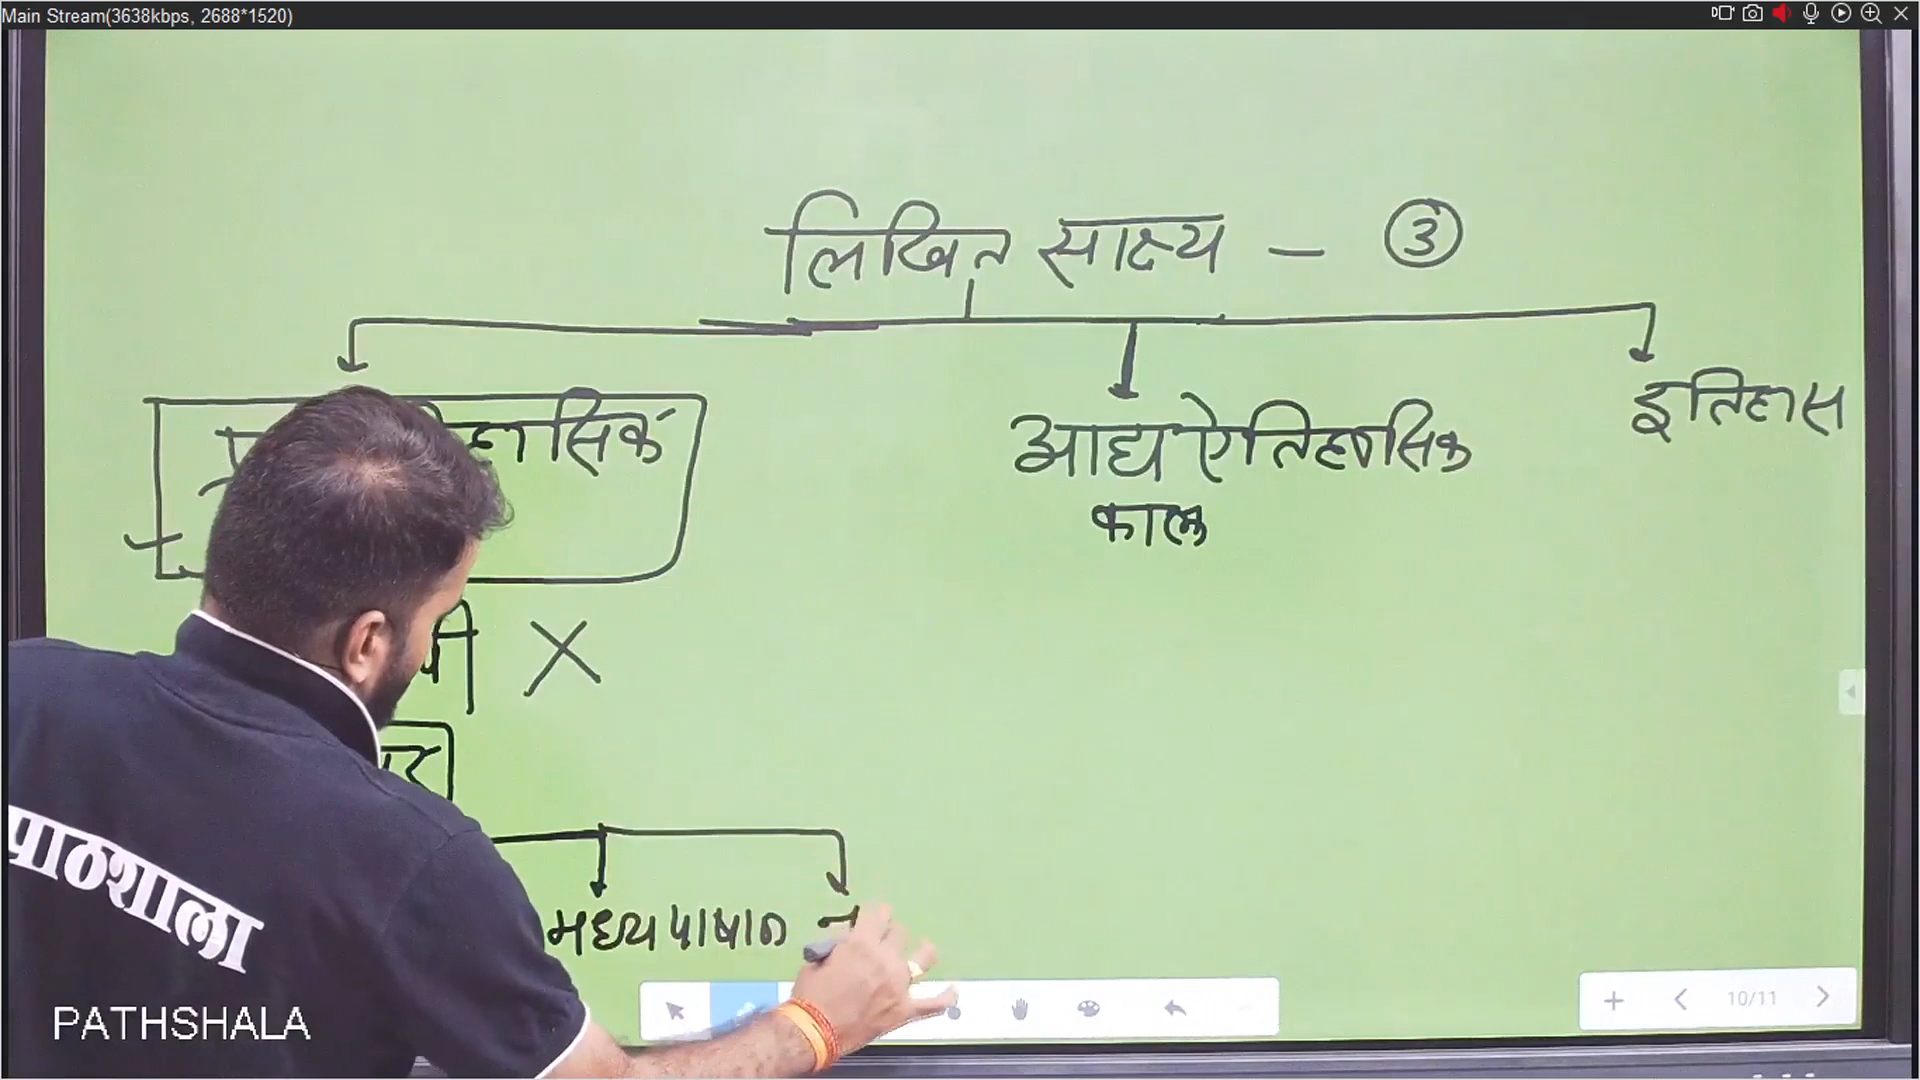 Main Stream(3638kbps, 2688*1520)
लिखित साक्ष्य - 3
आद्य ऐतिहासिक
काल
इतिहास
X
मध्य पाषाण
पाठशाला
PATHSHALA
10/11